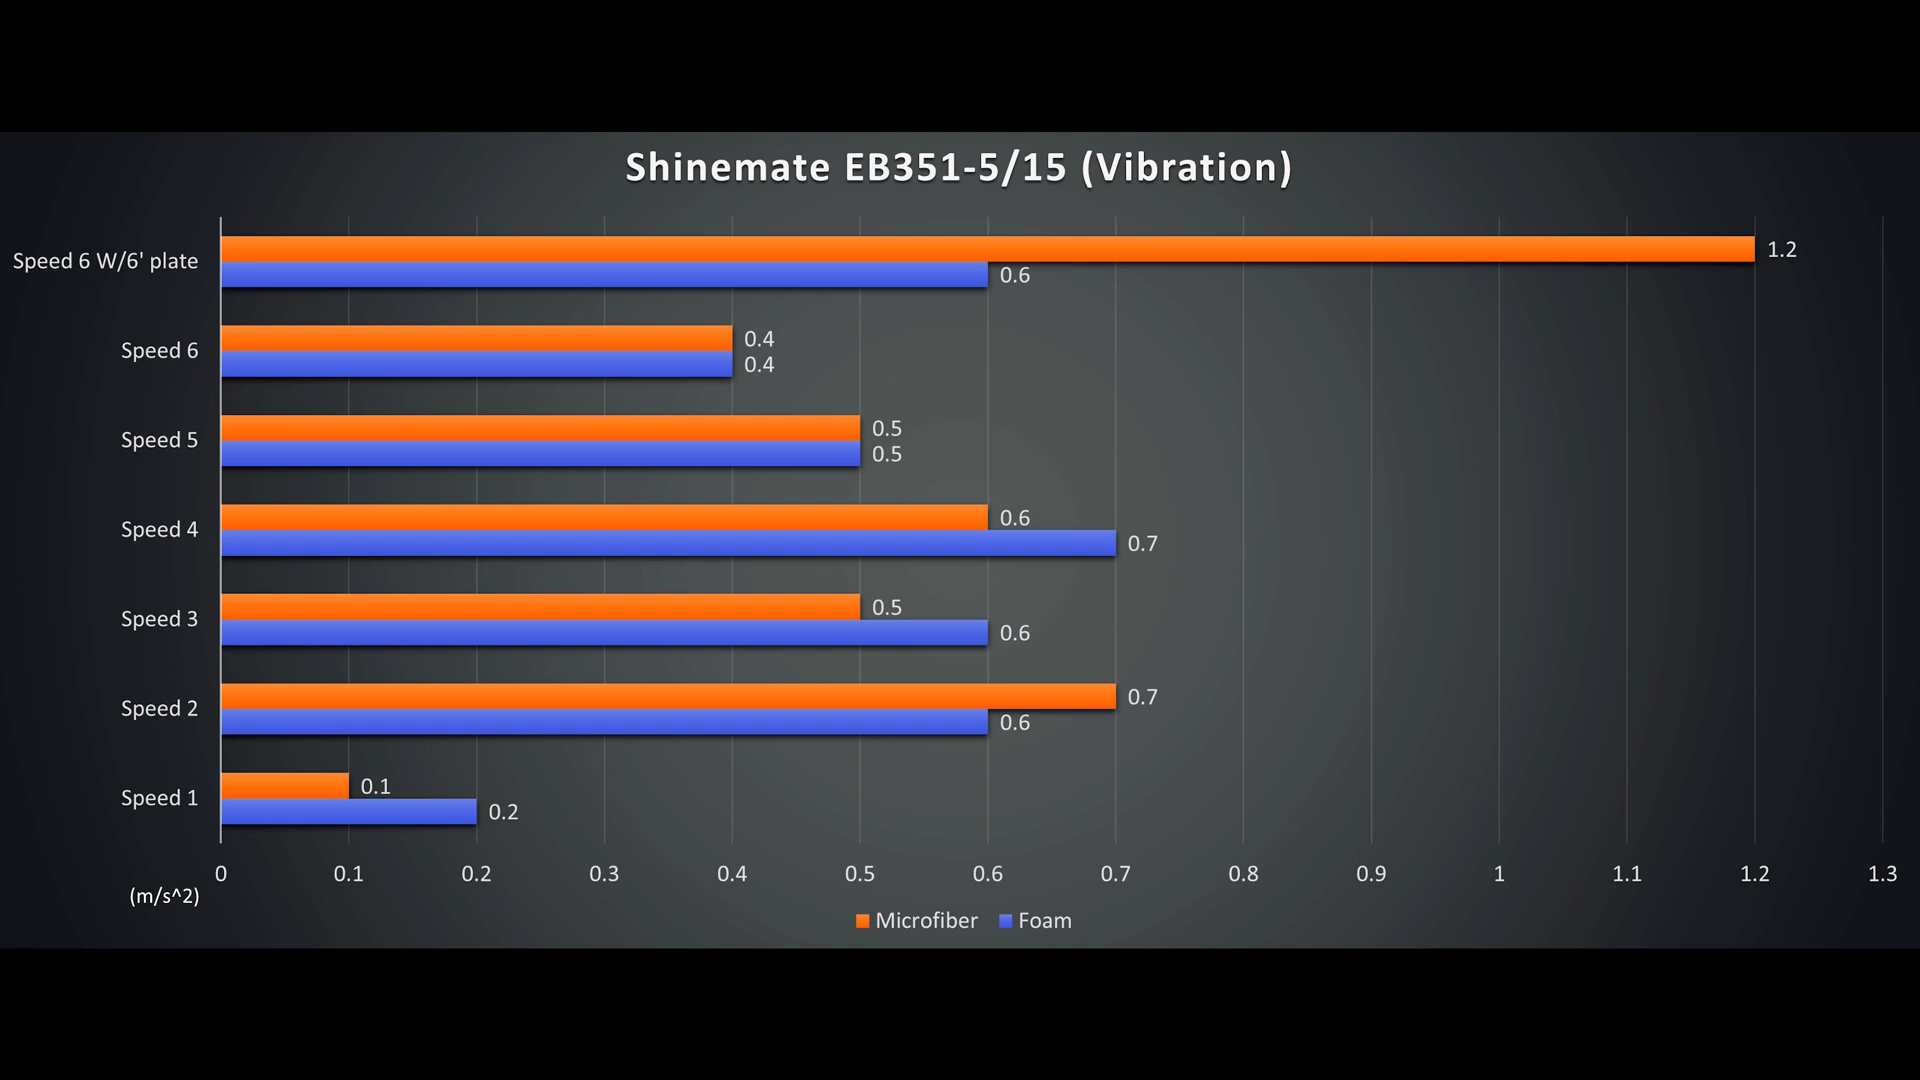 Shinemate EB351-5/15 (Vibration)
Speed 6 W/6' plate
1.2
0.6
Speed 6
0.4
0.4
Speed 5
0.5
0.5
Speed 4
0.6
0.7
Speed 3
0.5
0.6
Speed 2
0.7
0.6
Speed 1
0.1
0.2
0 0.1 0.2 0.3 0.4 0.5 0.6 0.7 0.8 0.9 1 1.1 1.2 1.3
(m/s^2)
Microfiber Foam